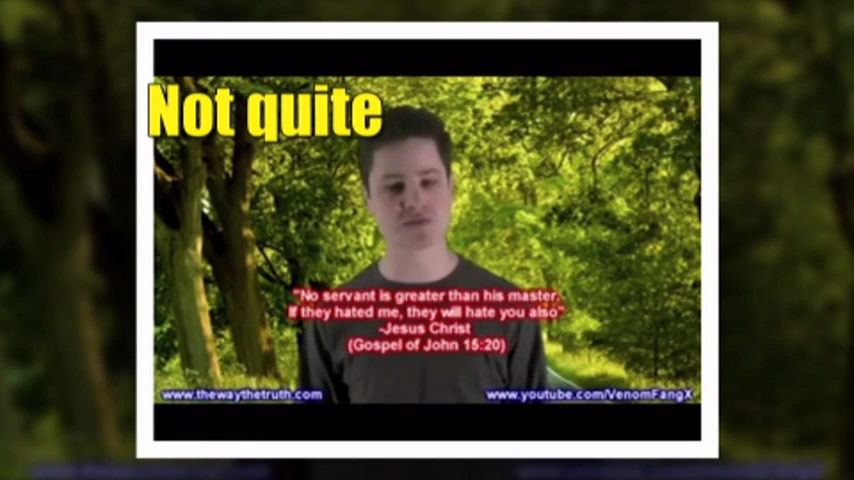 Not quite
"No servant is greater than his master.
If they hated me, they will hate you also"
-Jesus Christ
(Gospel of John 15:20)
www.thewaythetruth.com
www.youtube.com/VenomFangX